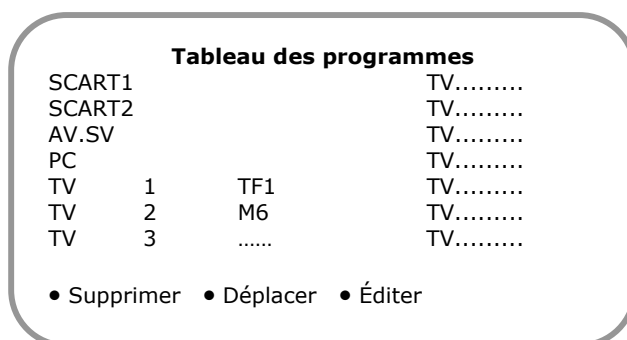 Tableau des programmes
SCART1 TV.........
SCART2 TV.........
AV.SV TV.........
PC TV.........
TV 1 TF1 TV.........
TV 2 M6 TV.........
TV 3 …… TV.........
• Supprimer • Déplacer • Éditer